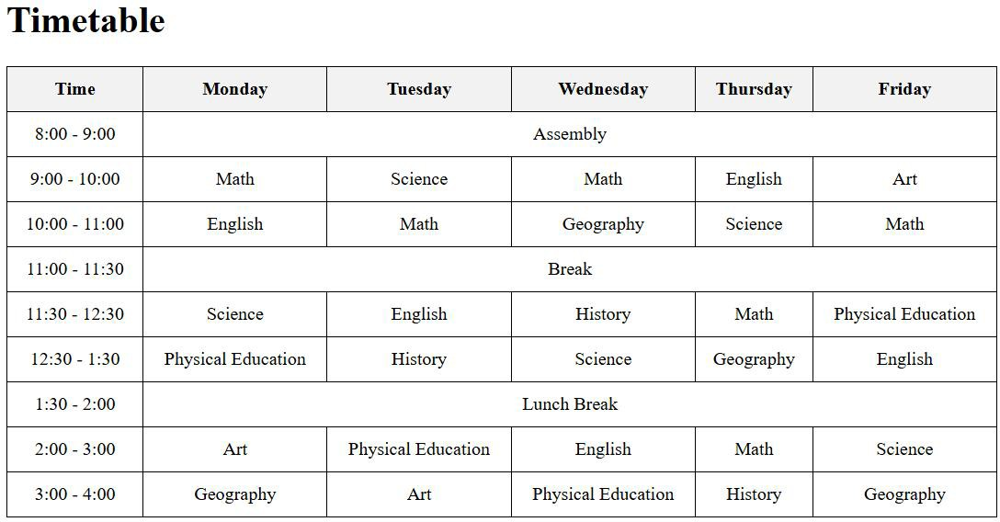 Timetable
Time Monday Tuesday Wednesday Thursday Friday
8:00 - 9:00 Assembly
9:00 - 10:00 Math Science Math English Art
10:00 - 11:00 English Math Geography Science Math
11:00 - 11:30 Break
11:30 - 12:30 Science English History Math Physical Education
12:30 - 1:30 Physical Education History Science Geography English
1:30 - 2:00 Lunch Break
2:00 - 3:00 Art Physical Education English Math Science
3:00 - 4:00 Geography Art Physical Education History Geography